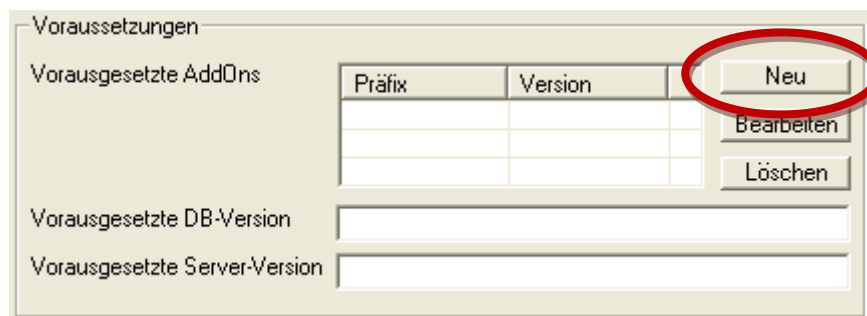 Voraussetzungen
Vorausgesetzte AddOns
Präfix Version
Neu
Bearbeiten
Löschen
Vorausgesetzte DB-Version
Vorausgesetzte Server-Version